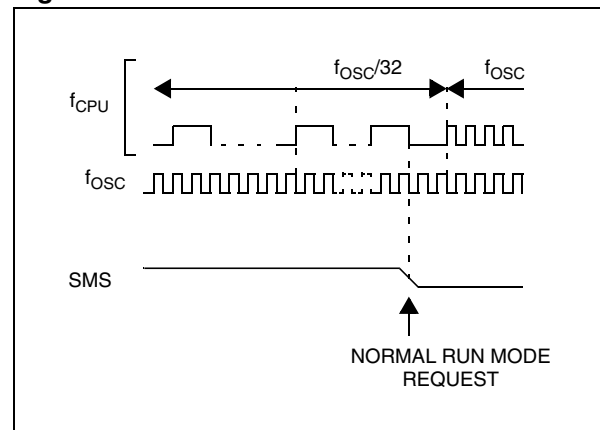 f_OSC/32
f_OSC
f_CPU
f_OSC
SMS
NORMAL RUN MODE
REQUEST